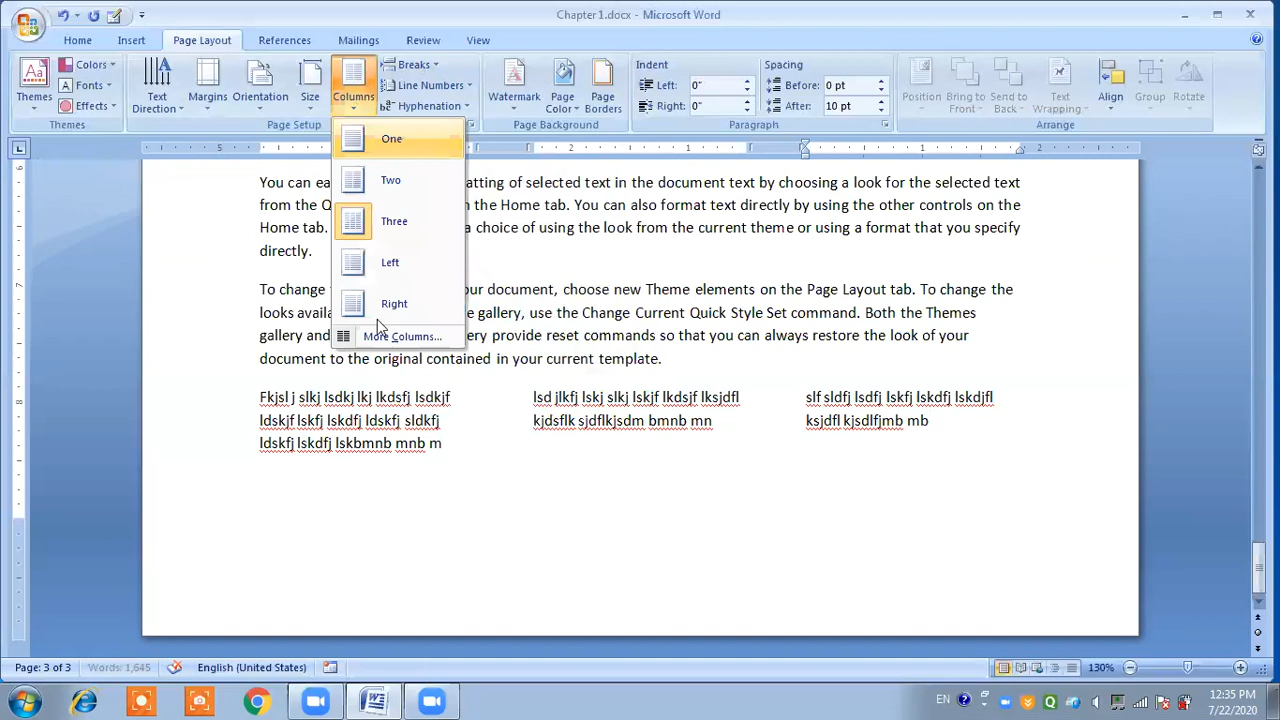 Chapter1.docx - Microsoft Word
Home Insert Page Layout References Mailings Review View
Themes
Colors
Fonts
Effects
Themes
Text Direction
Margins
Orientation
Size
Columns
Breaks
Line Numbers
Hyphenation
Page Setup
Watermark
Page Color
Page Borders
Page Background
Indent
Left: 0"
Right: 0"
Spacing
Before: 0 pt
After: 10 pt
Paragraph
Position
Bring to Front
Send to Back
Text Wrapping
Align
Group
Rotate
Arrange
One
Two
Three
Left
Right
More Columns...
5 1 2 1 1 2
You can ea atting of selected text in the document text by choosing a look for the selected text
from the Q n the Home tab. You can also format text directly by using the other controls on the
Home tab. a choice of using the look from the current theme or using a format that you specify
directly.
To change our document, choose new Theme elements on the Page Layout tab. To change the
looks availa e gallery, use the Change Current Quick Style Set command. Both the Themes
gallery and ery provide reset commands so that you can always restore the look of your
document to the original contained in your current template.
Fkjsl j slkj lsdkj lkj lkdsfj lsdkjf
ldskjf lskfj lskdfj ldskfj sldkfj
ldskfj lskdfj lskbmnb mnb m
lsd jlkfj lskj slkj lskjf lkdsjf lksjdfl
kjdsflk sjdflkjsdm bmnb mn
slf sldfj lsdfj lskfj lskdfj lskdjfl
ksjdfl kjsdlfjmb mb
Page: 3 of 3 Words: 1,645 English (United States) 130%
EN
12:35 PM
7/22/2020